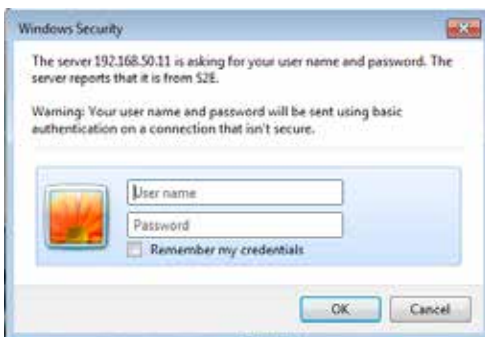 Windows Security
The server 192.168.50.11 is asking for your user name and password. The
server reports that it is from S2E.
Warning: Your user name and password will be sent using basic
authentication on a connection that isn't secure.
User name
Password
Remember my credentials
OK
Cancel